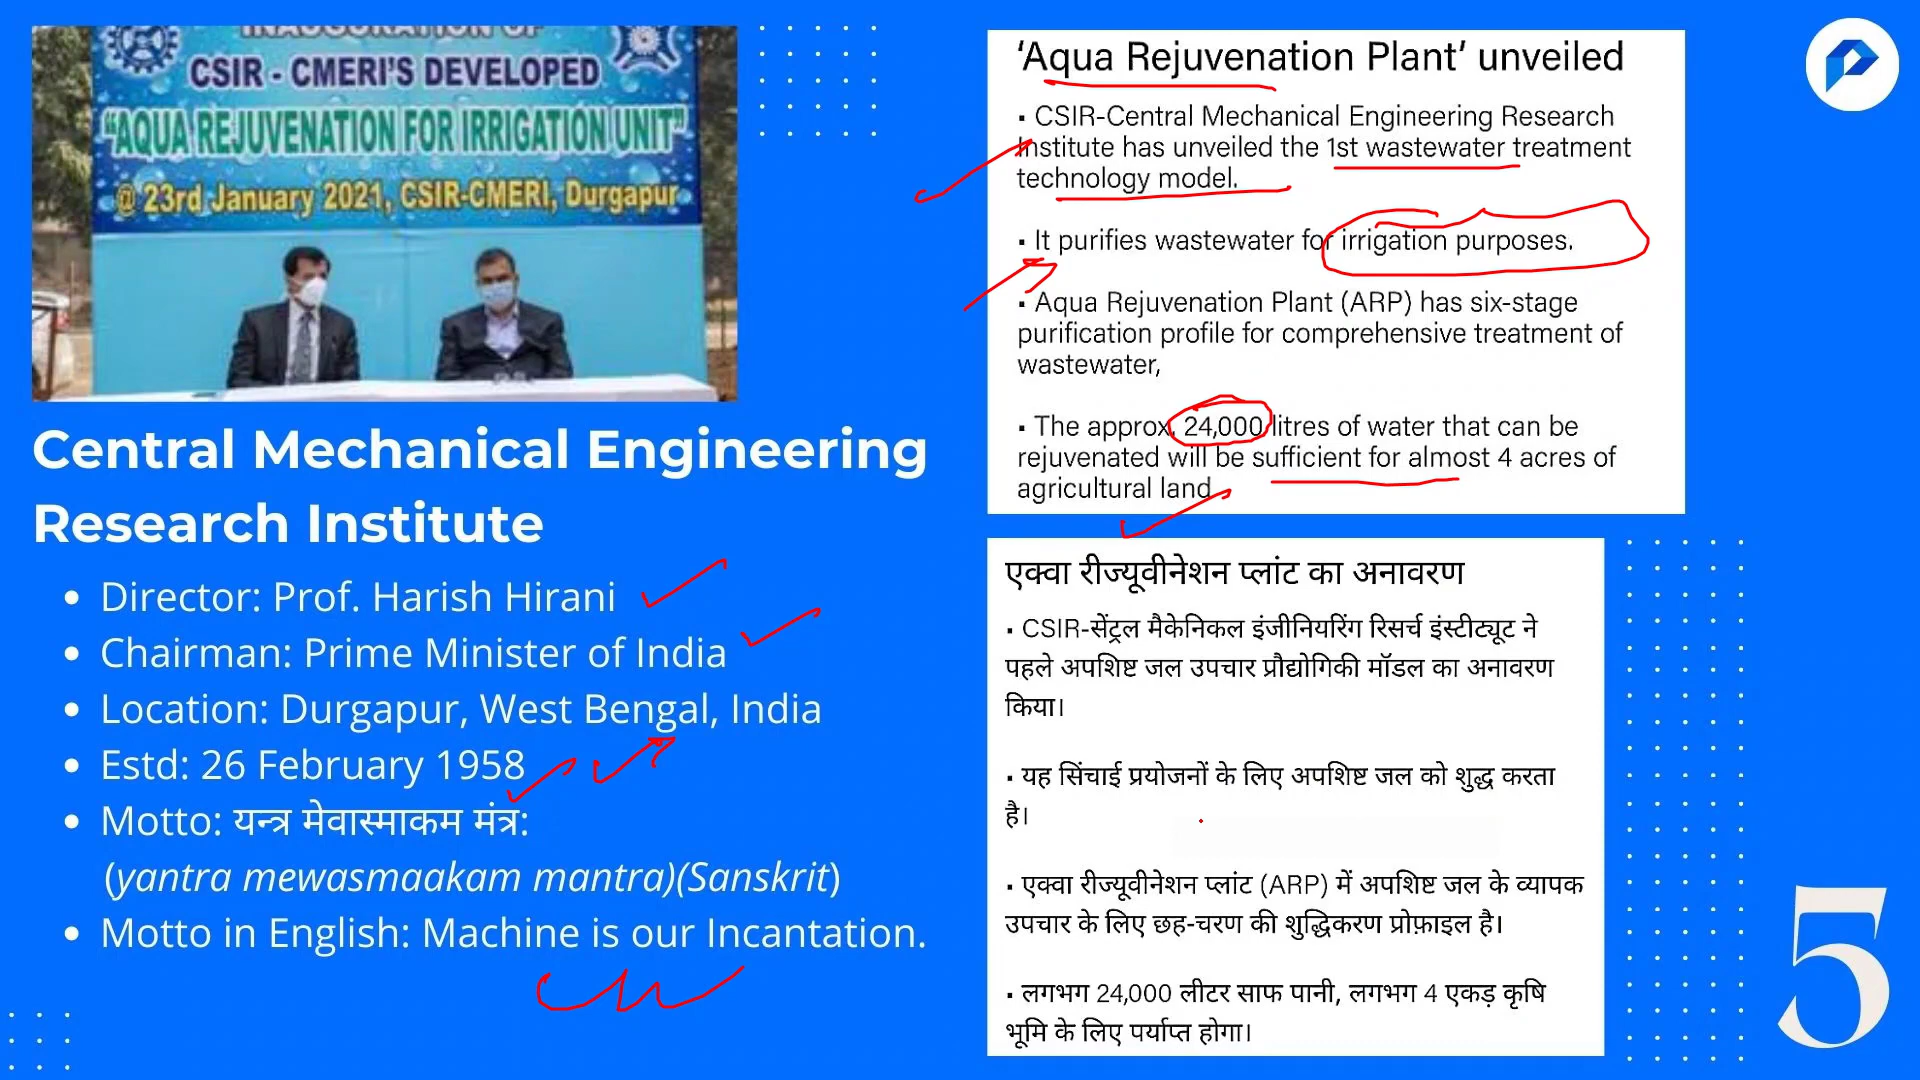 INAUGURATION OF
CSIR - CMERI'S DEVELOPED
"AQUA REJUVENATION FOR IRRIGATION UNIT"
@ 23rd January 2021, CSIR-CMERI, Durgapur
Central Mechanical Engineering
Research Institute
• Director: Prof. Harish Hirani
• Chairman: Prime Minister of India
• Location: Durgapur, West Bengal, India
• Estd: 26 February 1958
• Motto: यन्त्र मेवास्माकम मंत्र:
(yantra mewasmaakam mantra)(Sanskrit)
• Motto in English: Machine is our Incantation.
‘Aqua Rejuvenation Plant’ unveiled
▪ CSIR-Central Mechanical Engineering Research
Institute has unveiled the 1st wastewater treatment
technology model.
▪ It purifies wastewater for irrigation purposes.
▪ Aqua Rejuvenation Plant (ARP) has six-stage
purification profile for comprehensive treatment of
wastewater,
▪ The approx. 24,000 litres of water that can be
rejuvenated will be sufficient for almost 4 acres of
agricultural land
एक्वा रीज्यूवीनेशन प्लांट का अनावरण
▪ CSIR-सेंट्रल मैकेनिकल इंजीनियरिंग रिसर्च इंस्टीट्यूट ने
पहले अपशिष्ट जल उपचार प्रौद्योगिकी मॉडल का अनावरण
किया।
▪ यह सिंचाई प्रयोजनों के लिए अपशिष्ट जल को शुद्ध करता
है।
▪ एक्वा रीज्यूवीनेशन प्लांट (ARP) में अपशिष्ट जल के व्यापक
उपचार के लिए छह-चरण की शुद्धिकरण प्रोफ़ाइल है।
▪ लगभग 24,000 लीटर साफ पानी, लगभग 4 एकड़ कृषि
भूमि के लिए पर्याप्त होगा।
5